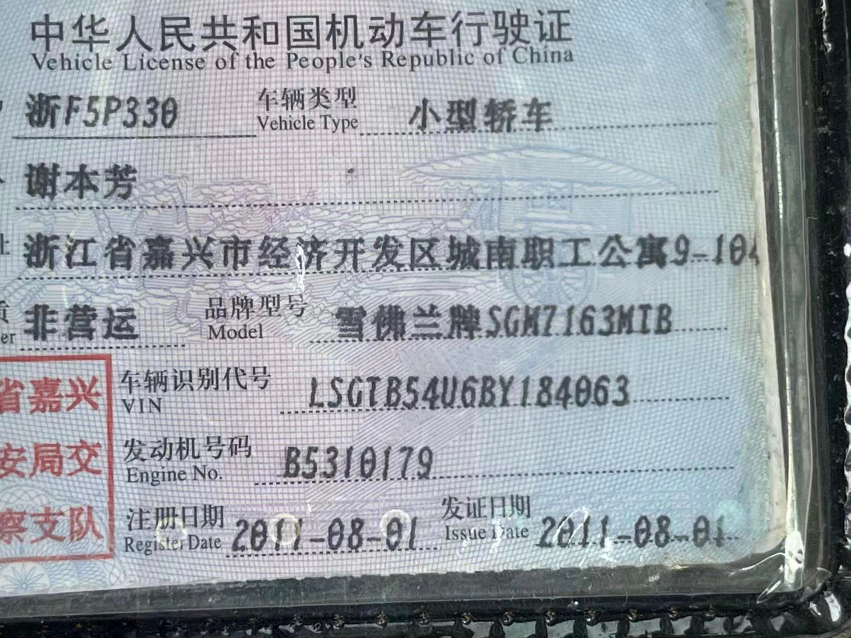 中华人民共和国机动车行驶证
Vehicle License of the People's Republic of China
浙F5P330 车辆类型 Vehicle Type 小型轿车
谢本芳
浙江省嘉兴市经济开发区城南职工公寓9-104
非营运 品牌型号 Model 雪佛兰牌SGM7163MTB
省嘉兴 车辆识别代号 VIN LSGTB54U6BY184063
安局交 发动机号码 Engine No. B5310179
察支队 注册日期 Register Date 2011-08-01 发证日期 Issue Date 2011-08-01